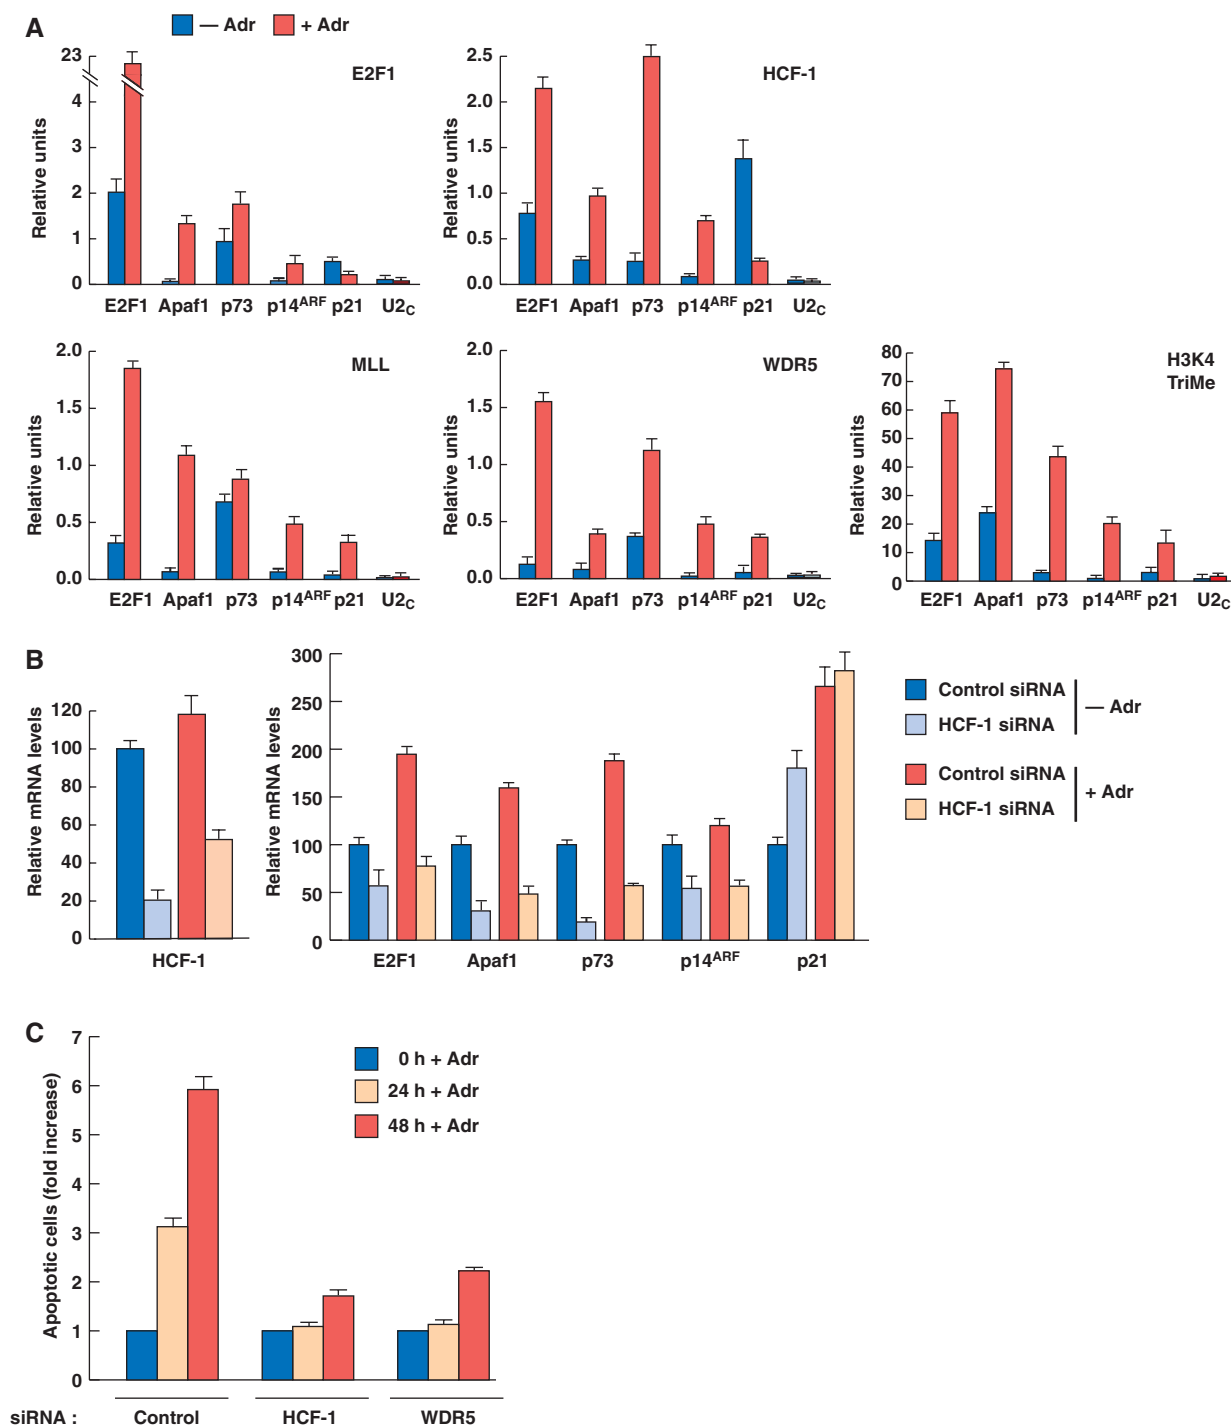 A
— Adr
+ Adr
E2F1
Relative units
23
4
3
2
1
0
E2F1 Apaf1 p73 p14ARF p21 U2C
HCF-1
Relative units
2.5
2.0
1.5
1.0
0.5
0.0
E2F1 Apaf1 p73 p14ARF p21 U2C
MLL
Relative units
2.0
1.5
1.0
0.5
0.0
E2F1 Apaf1 p73 p14ARF p21 U2C
WDR5
Relative units
2.0
1.5
1.0
0.5
0.0
E2F1 Apaf1 p73 p14ARF p21 U2C
H3K4
TriMe
Relative units
80
70
60
50
40
30
20
10
0
E2F1 Apaf1 p73 p14ARF p21 U2C
B
Relative mRNA levels
120
100
80
60
40
20
0
HCF-1
Relative mRNA levels
300
250
200
150
100
50
0
E2F1 Apaf1 p73 p14ARF p21
Control siRNA
HCF-1 siRNA
— Adr
Control siRNA
HCF-1 siRNA
+ Adr
C
Apoptotic cells (fold increase)
7
6
5
4
3
2
1
0
0 h + Adr
24 h + Adr
48 h + Adr
siRNA : Control HCF-1 WDR5